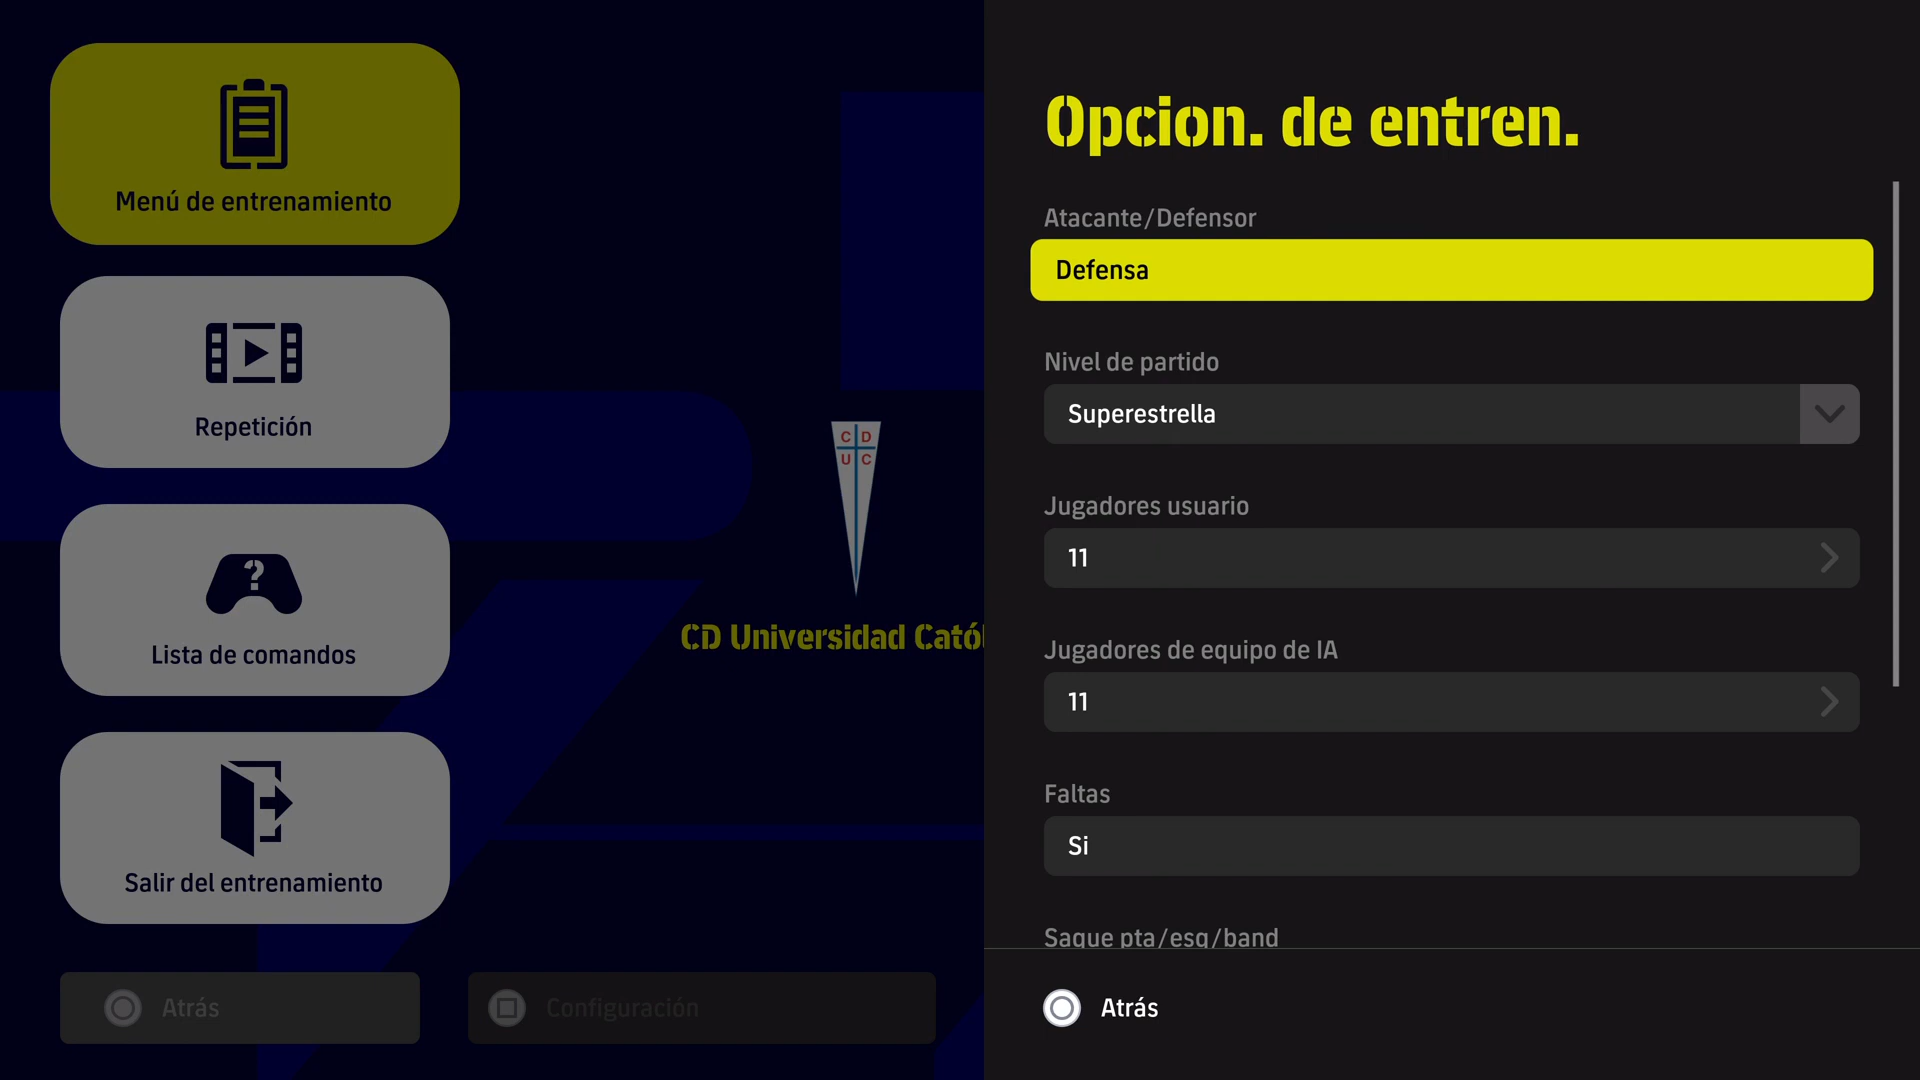 Menú de entrenamiento
Repetición
?
Lista de comandos
Salir del entrenamiento
Atrás
Configuración
C D
U C
CD Universidad Catól
Opcion. de entren.
Atacante/Defensor
Defensa
Nivel de partido
Superestrella
Jugadores usuario
11
Jugadores de equipo de IA
11
Faltas
Si
Saque pta/esq/band
Atrás